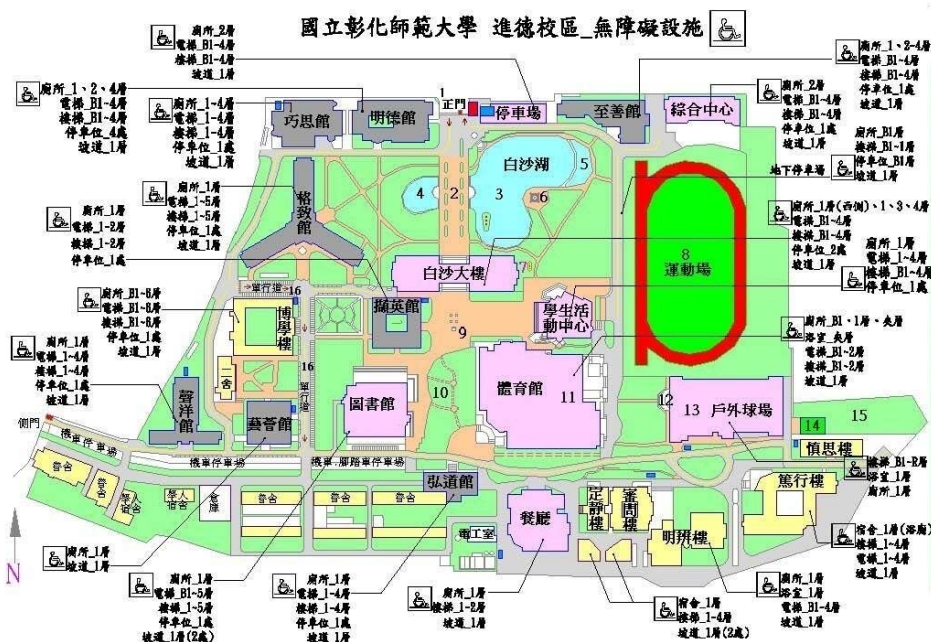 國立彰化師範大學 進德校區_無障礙設施
廁所_2層
電梯_B1~4層
樓梯_B1~4層
坡道_1層
廁所_1、2、4層
電梯_B1~4層
樓梯_B1~4層
停車位_4處
坡道_1層
廁所_1~4層
電梯_1~4層
樓梯_1~4層
停車位_1處
坡道_1層
廁所_1層
電梯_1~5層
樓梯_1~5層
停車位_1處
坡道_1層
廁所_1層
電梯_1~2層
樓梯_1~2層
停車位_1處
廁所_B1~6層
電梯_B1~6層
樓梯_B1~6層
停車位_1處
坡道_1層
廁所_1層
電梯_1~4層
樓梯_1~4層
停車位_1處
坡道_1層
廁所_1、2~4層
電梯_B1~4層
樓梯_B1~4層
停車位_1處
坡道_1層
廁所_2層
電梯_B1~4層
樓梯_B1~4層
停車位_1處
坡道_1層
廁所_B1層
樓梯_B1~1層
停車位_B1層
坡道_1層
地下停車場
廁所_1層(西側)、1、3、4層
電梯_B1~4層
樓梯_B1~4層
停車位_2處
坡道_1層
廁所_1層
電梯_1~4層
樓梯_B1~4層
停車位_1處
廁所_B1、1層、夾層
浴室_夾層
電梯_B1~2層
樓梯_B1~2層
坡道_1層
樓梯_B1~R層
浴室_1層
廁所_1層
宿舍_1層(浴廁)
樓梯_1~4層
電梯_1~4層
坡道_1層
1
正門
停車場
巧思館
明德館
至善館
綜合中心
白沙湖
2
3
4
5
6
7
8
運動場
格致館
白沙大樓
單行道
16
博學樓
擷英館
9
學生活動中心
二舍
16
單行道
圖書館
10
體育館
11
12
13
戶外球場
14
15
聲洋館
藝薈館
側門
機車停車場
機車停車場
機車、腳踏車停車場
弘道館
慎思樓
篤行樓
眷舍
眷舍
學人宿舍
學人宿舍
倉庫
眷舍
眷舍
眷舍
電工室
餐廳
定靜樓
審問樓
明辨樓
N
廁所_1層
坡道_1層
廁所_1層
電梯_B1~5層
樓梯_1~5層
停車位_1處
坡道_1層(2處)
廁所_1層
電梯_1~4層
樓梯_1~4層
停車位_1處
坡道_1層
廁所_1層
樓梯_1~2層
坡道_1層
宿舍_1層
樓梯_1~4層
坡道_1層(2處)
廁所_1層
浴室_1層
電梯_B1~4層
坡道_1層